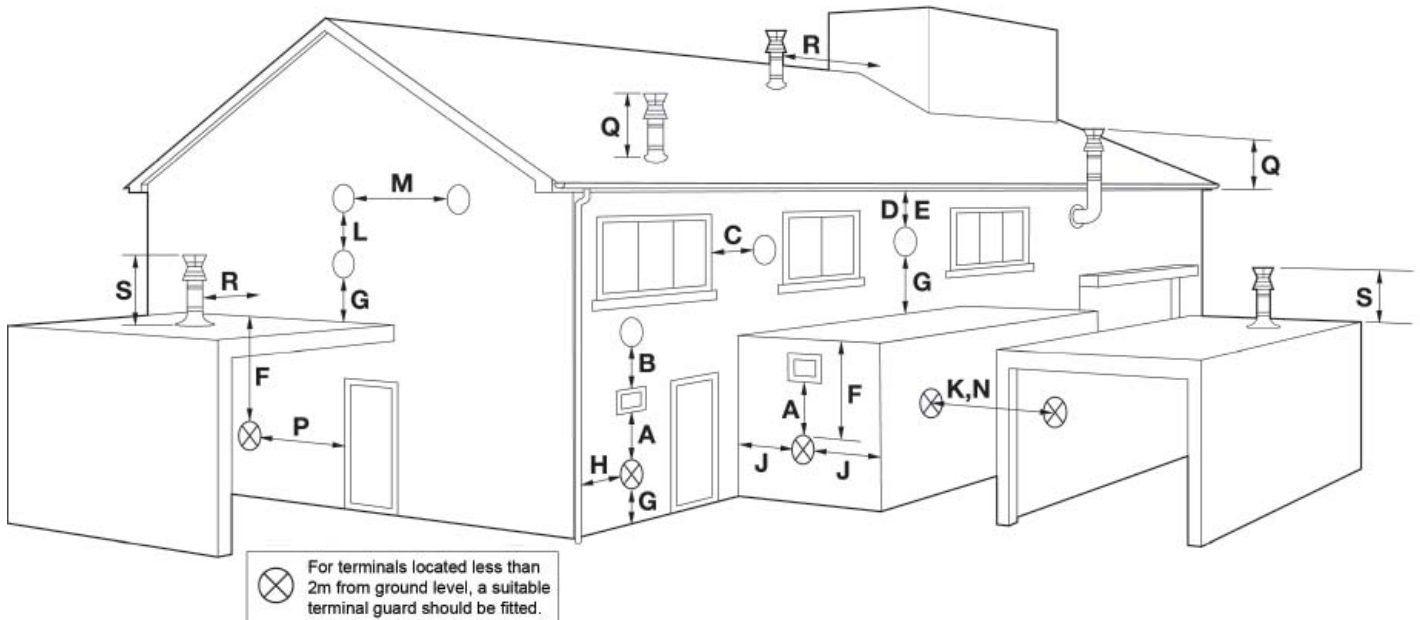 R
Q
Q
M
D E
C
L
S
R
G
G
S
B
F
F
K,N
A
A
P
H
J
J
G
For terminals located less than
2m from ground level, a suitable
terminal guard should be fitted.